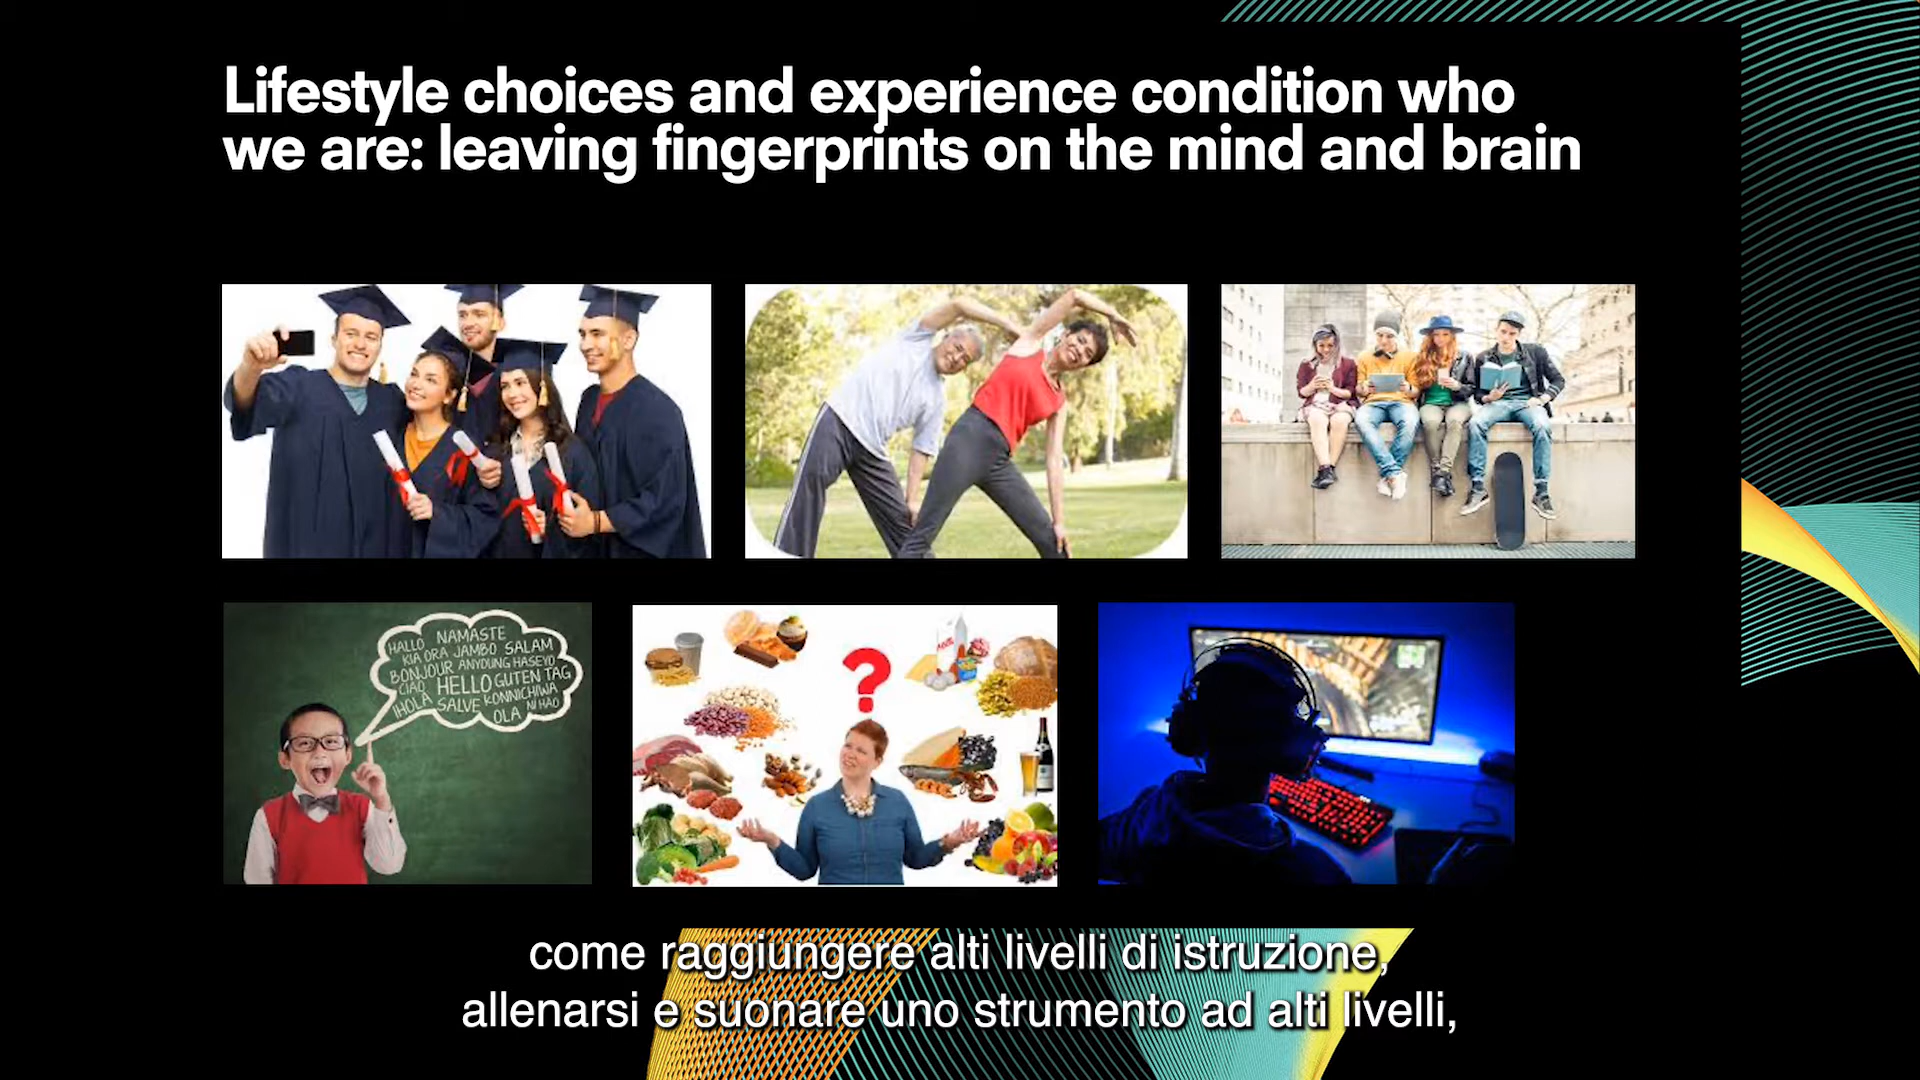 Lifestyle choices and experience condition who
we are: leaving fingerprints on the mind and brain
HALLO NAMASTE
KIA ORA JAMBO SALAM
BONJOUR ANYOUNG HASEYO
CIAO HELLO GUTEN TAG
!HOLA SALVE KONNICHIWA
OLA NI HAO
come raggiungere alti livelli di istruzione,
allenarsi e suonare uno strumento ad alti livelli,